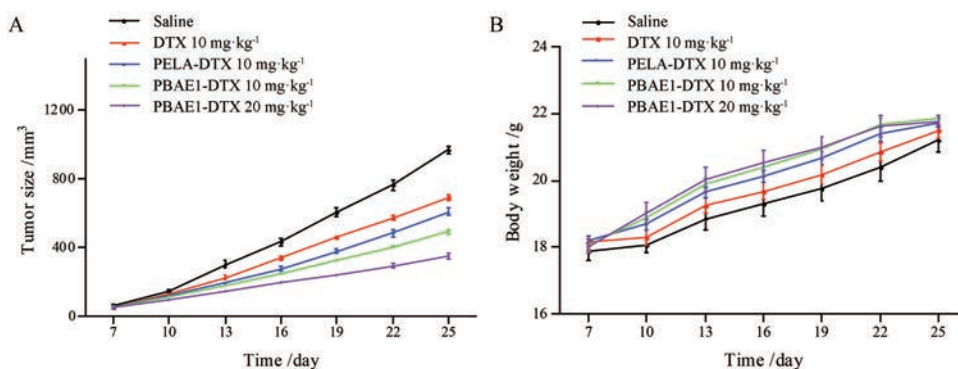 A
Saline
DTX 10 mg·kg⁻¹
PELA-DTX 10 mg·kg⁻¹
PBAE1-DTX 10 mg·kg⁻¹
PBAE1-DTX 20 mg·kg⁻¹
Tumor size /mm³
1200
800
400
0
7 10 13 16 19 22 25
Time /day
B
Saline
DTX 10 mg·kg⁻¹
PELA-DTX 10 mg·kg⁻¹
PBAE1-DTX 10 mg·kg⁻¹
PBAE1-DTX 20 mg·kg⁻¹
Body weight /g
24
22
20
18
16
7 10 13 16 19 22 25
Time /day